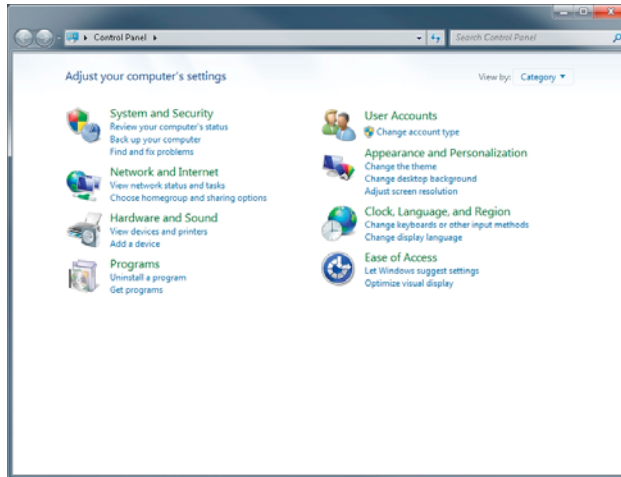 Control Panel
Search Control Panel
Adjust your computer's settings
View by: Category
System and Security
Review your computer's status
Back up your computer
Find and fix problems
Network and Internet
View network status and tasks
Choose homegroup and sharing options
Hardware and Sound
View devices and printers
Add a device
Programs
Uninstall a program
Get programs
User Accounts
Change account type
Appearance and Personalization
Change the theme
Change desktop background
Adjust screen resolution
Clock, Language, and Region
Change keyboards or other input methods
Change display language
Ease of Access
Let Windows suggest settings
Optimize visual display